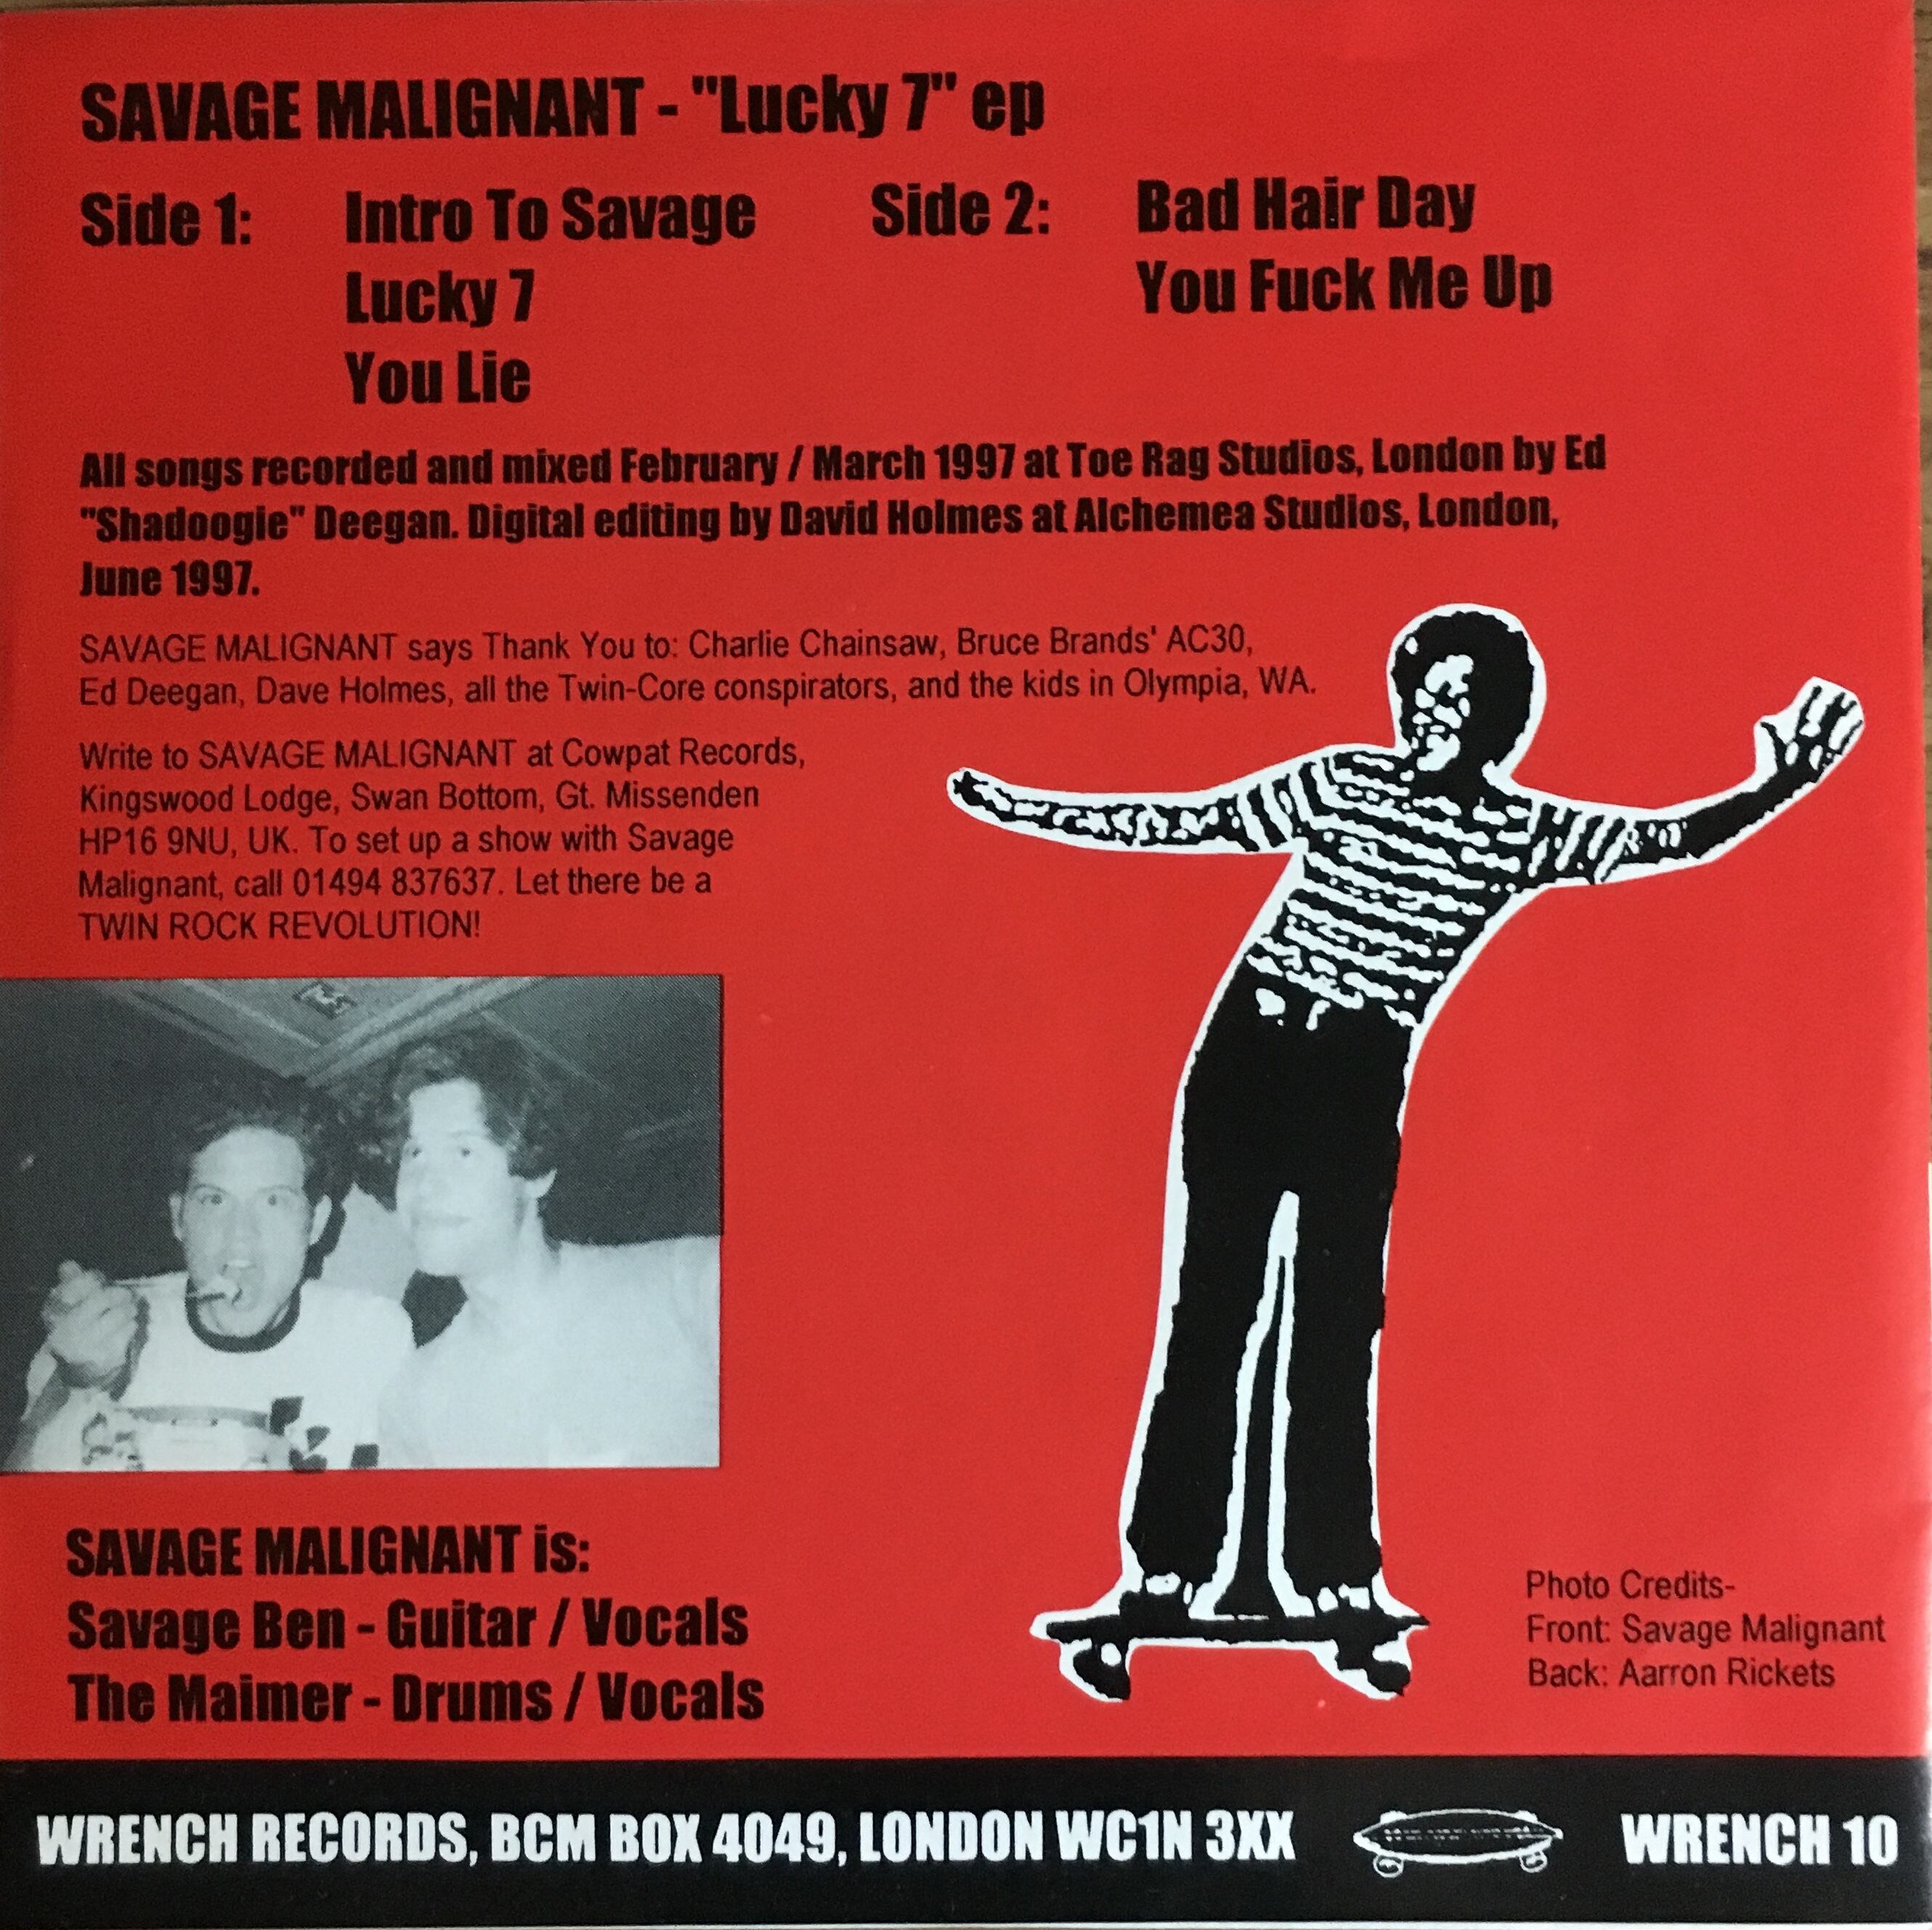 SAVAGE MALIGNANT - "Lucky 7" ep
Side 1: Intro To Savage
Lucky 7
You Lie
Side 2: Bad Hair Day
You Fuck Me Up
All songs recorded and mixed February / March 1997 at Toe Rag Studios, London by Ed
"Shadoogie" Deegan. Digital editing by David Holmes at Alchemea Studios, London,
June 1997.
SAVAGE MALIGNANT says Thank You to: Charlie Chainsaw, Bruce Brands' AC30,
Ed Deegan, Dave Holmes, all the Twin-Core conspirators, and the kids in Olympia, WA.
Write to SAVAGE MALIGNANT at Cowpat Records,
Kingswood Lodge, Swan Bottom, Gt. Missenden
HP16 9NU, UK. To set up a show with Savage
Malignant, call 01494 837637. Let there be a
TWIN ROCK REVOLUTION!
SAVAGE MALIGNANT is:
Savage Ben - Guitar / Vocals
The Maimer - Drums / Vocals
Photo Credits-
Front: Savage Malignant
Back: Aarron Rickets
WRENCH RECORDS, BCM BOX 4049, LONDON WC1N 3XX WRENCH 10